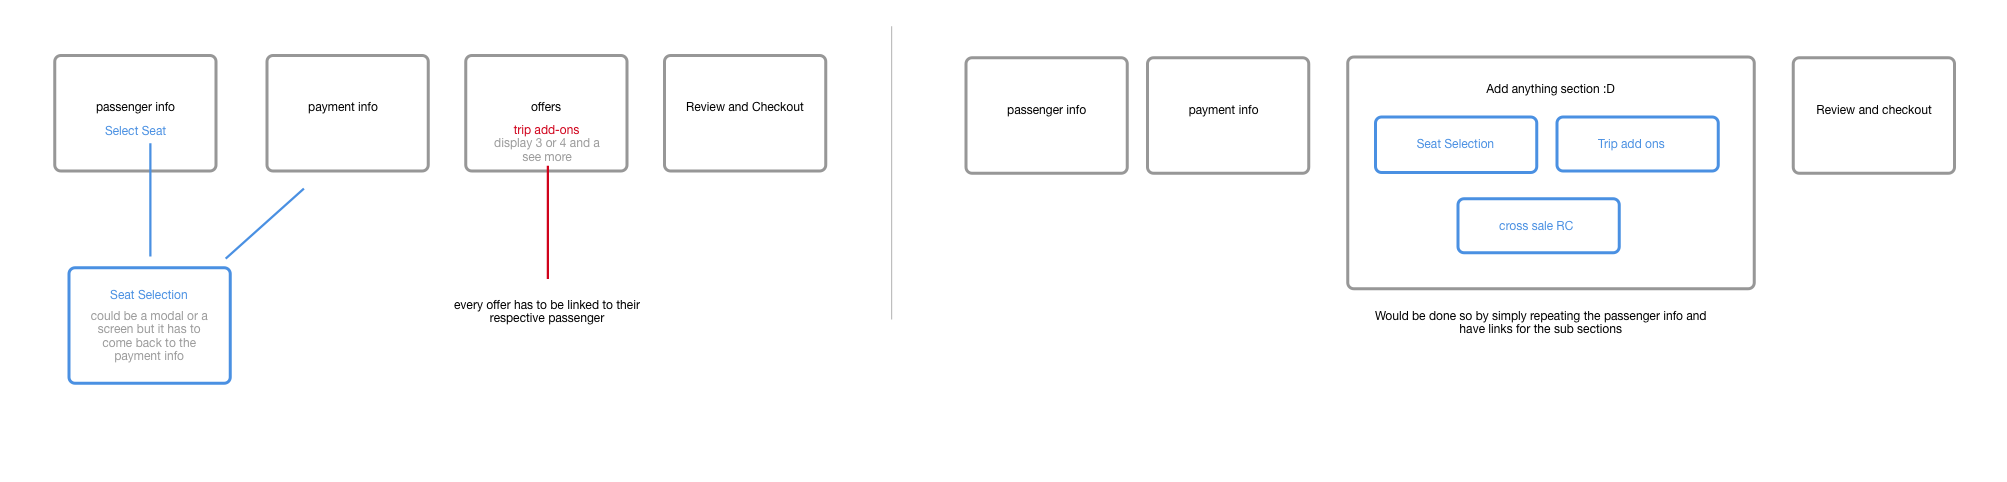 passenger info
Select Seat
payment info
offers
trip add-ons
display 3 or 4 and a
see more
Review and Checkout
Seat Selection
could be a modal or a
screen but it has to
come back to the
payment info
every offer has to be linked to their
respective passenger
passenger info
payment info
Add anything section :D
Seat Selection
Trip add ons
cross sale RC
Review and checkout
Would be done so by simply repeating the passenger info and
have links for the sub sections